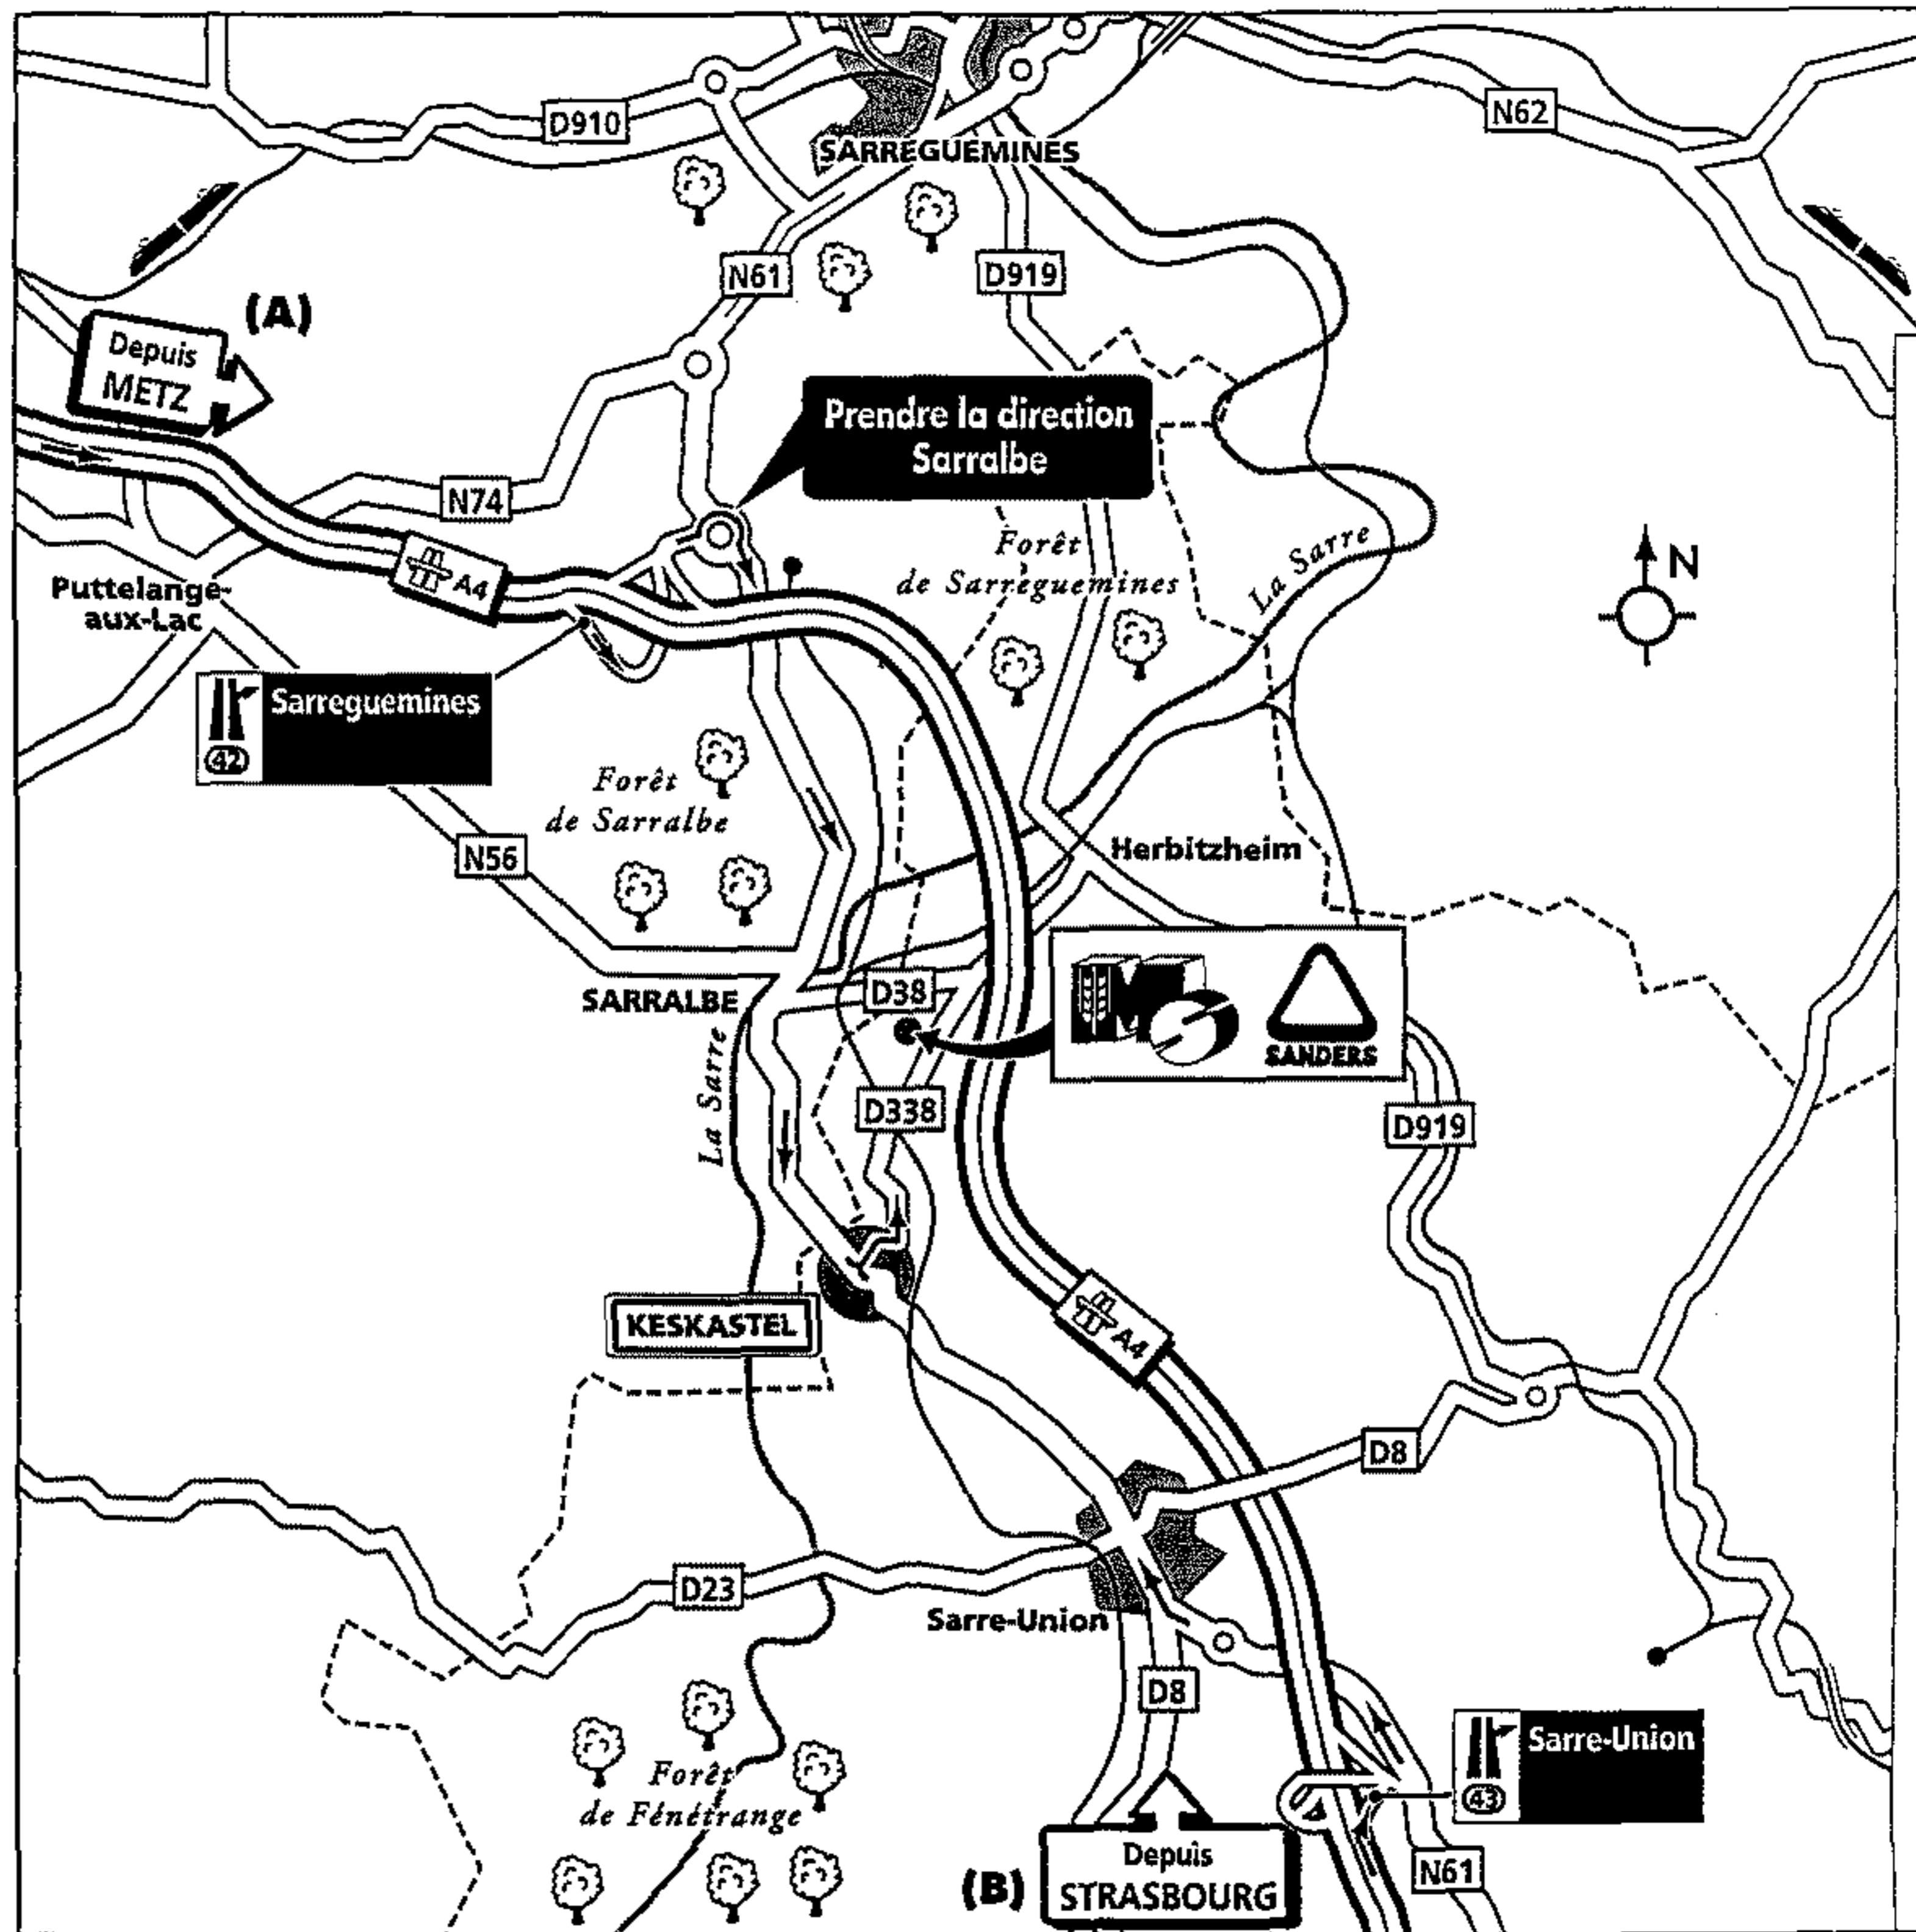 D910
N62
SARREGUEMINES
N61
D919
(A)
Depuis
METZ
Prendre la direction
Sarralbe
N74
Forêt
de Sarreguemines
La Sarre
N
A4
Puttelange-
aux-Lac
Sarreguemines
42
Forêt
de Sarralbe
N56
Herbitzheim
SARRALBE
D38
SANDERS
La Sarre
D338
D919
KESKASTEL
A4
D8
D23
Sarre-Union
D8
Sarre-Union
43
Forêt
de Fénétrange
(B)
Depuis
STRASBOURG
N61